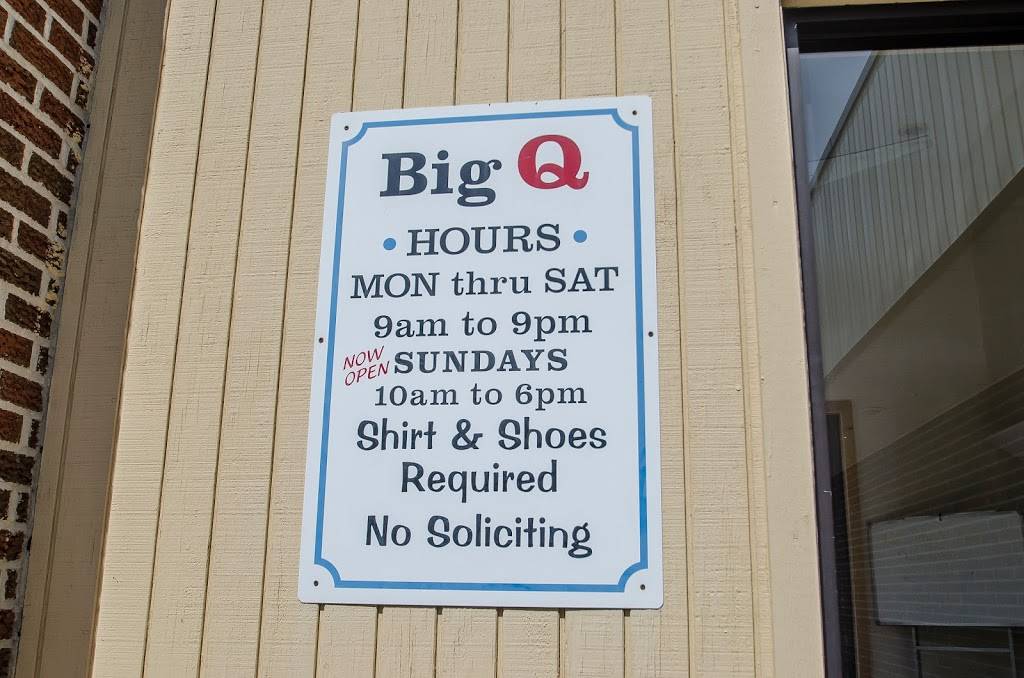 Big Q
• HOURS •
MON thru SAT
9am to 9pm
NOW OPEN SUNDAYS
10am to 6pm
Shirt & Shoes
Required
No Soliciting